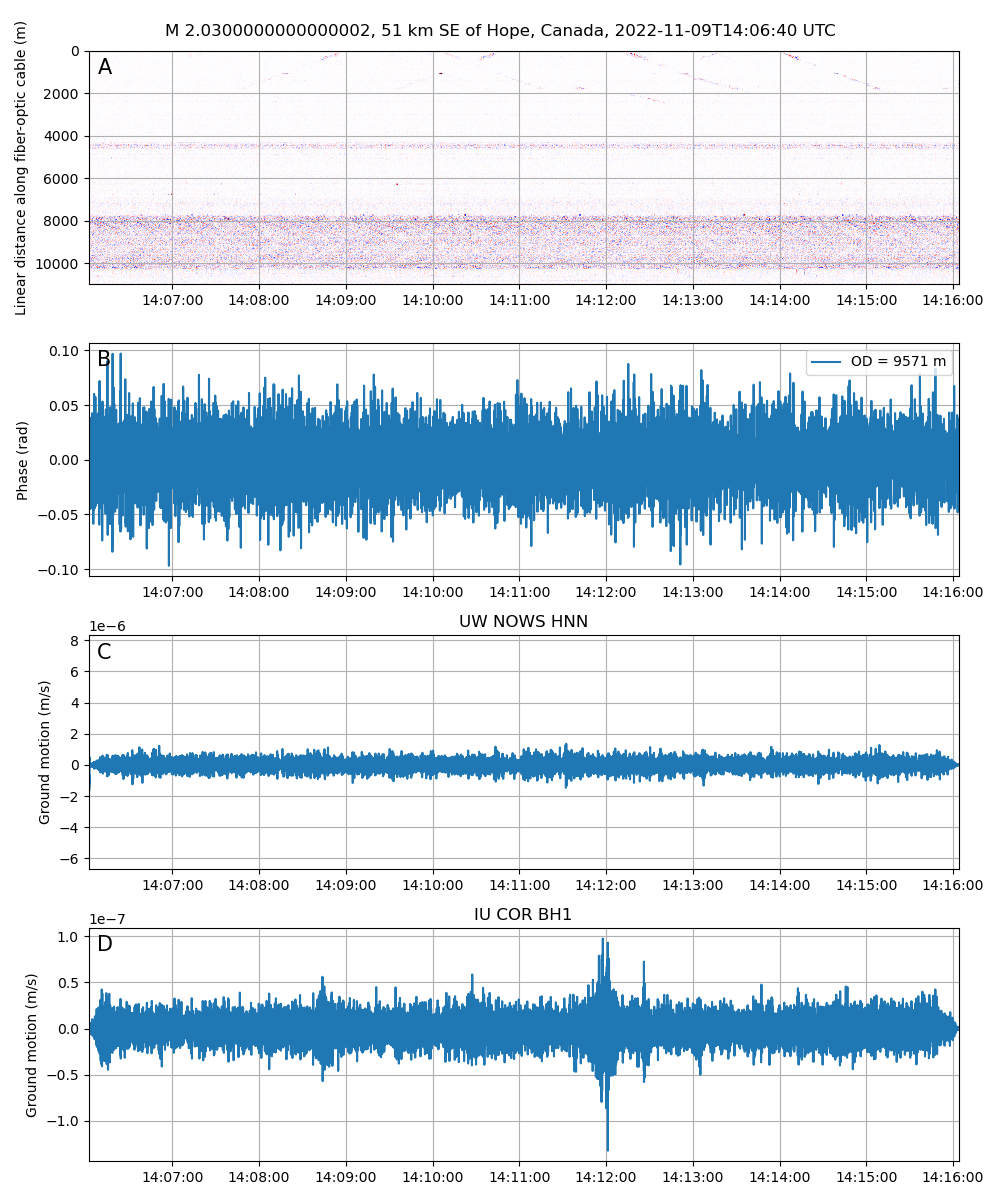 M 2.0300000000000002, 51 km SE of Hope, Canada, 2022-11-09T14:06:40 UTC
A
Linear distance along fiber-optic cable (m)
0
2000
4000
6000
8000
10000
14:07:00 14:08:00 14:09:00 14:10:00 14:11:00 14:12:00 14:13:00 14:14:00 14:15:00 14:16:00
B
OD = 9571 m
Phase (rad)
0.10
0.05
0.00
−0.05
−0.10
14:07:00 14:08:00 14:09:00 14:10:00 14:11:00 14:12:00 14:13:00 14:14:00 14:15:00 14:16:00
UW NOWS HNN
1e−6
C
Ground motion (m/s)
8
6
4
2
0
−2
−4
−6
14:07:00 14:08:00 14:09:00 14:10:00 14:11:00 14:12:00 14:13:00 14:14:00 14:15:00 14:16:00
IU COR BH1
1e−7
D
Ground motion (m/s)
1.0
0.5
0.0
−0.5
−1.0
14:07:00 14:08:00 14:09:00 14:10:00 14:11:00 14:12:00 14:13:00 14:14:00 14:15:00 14:16:00